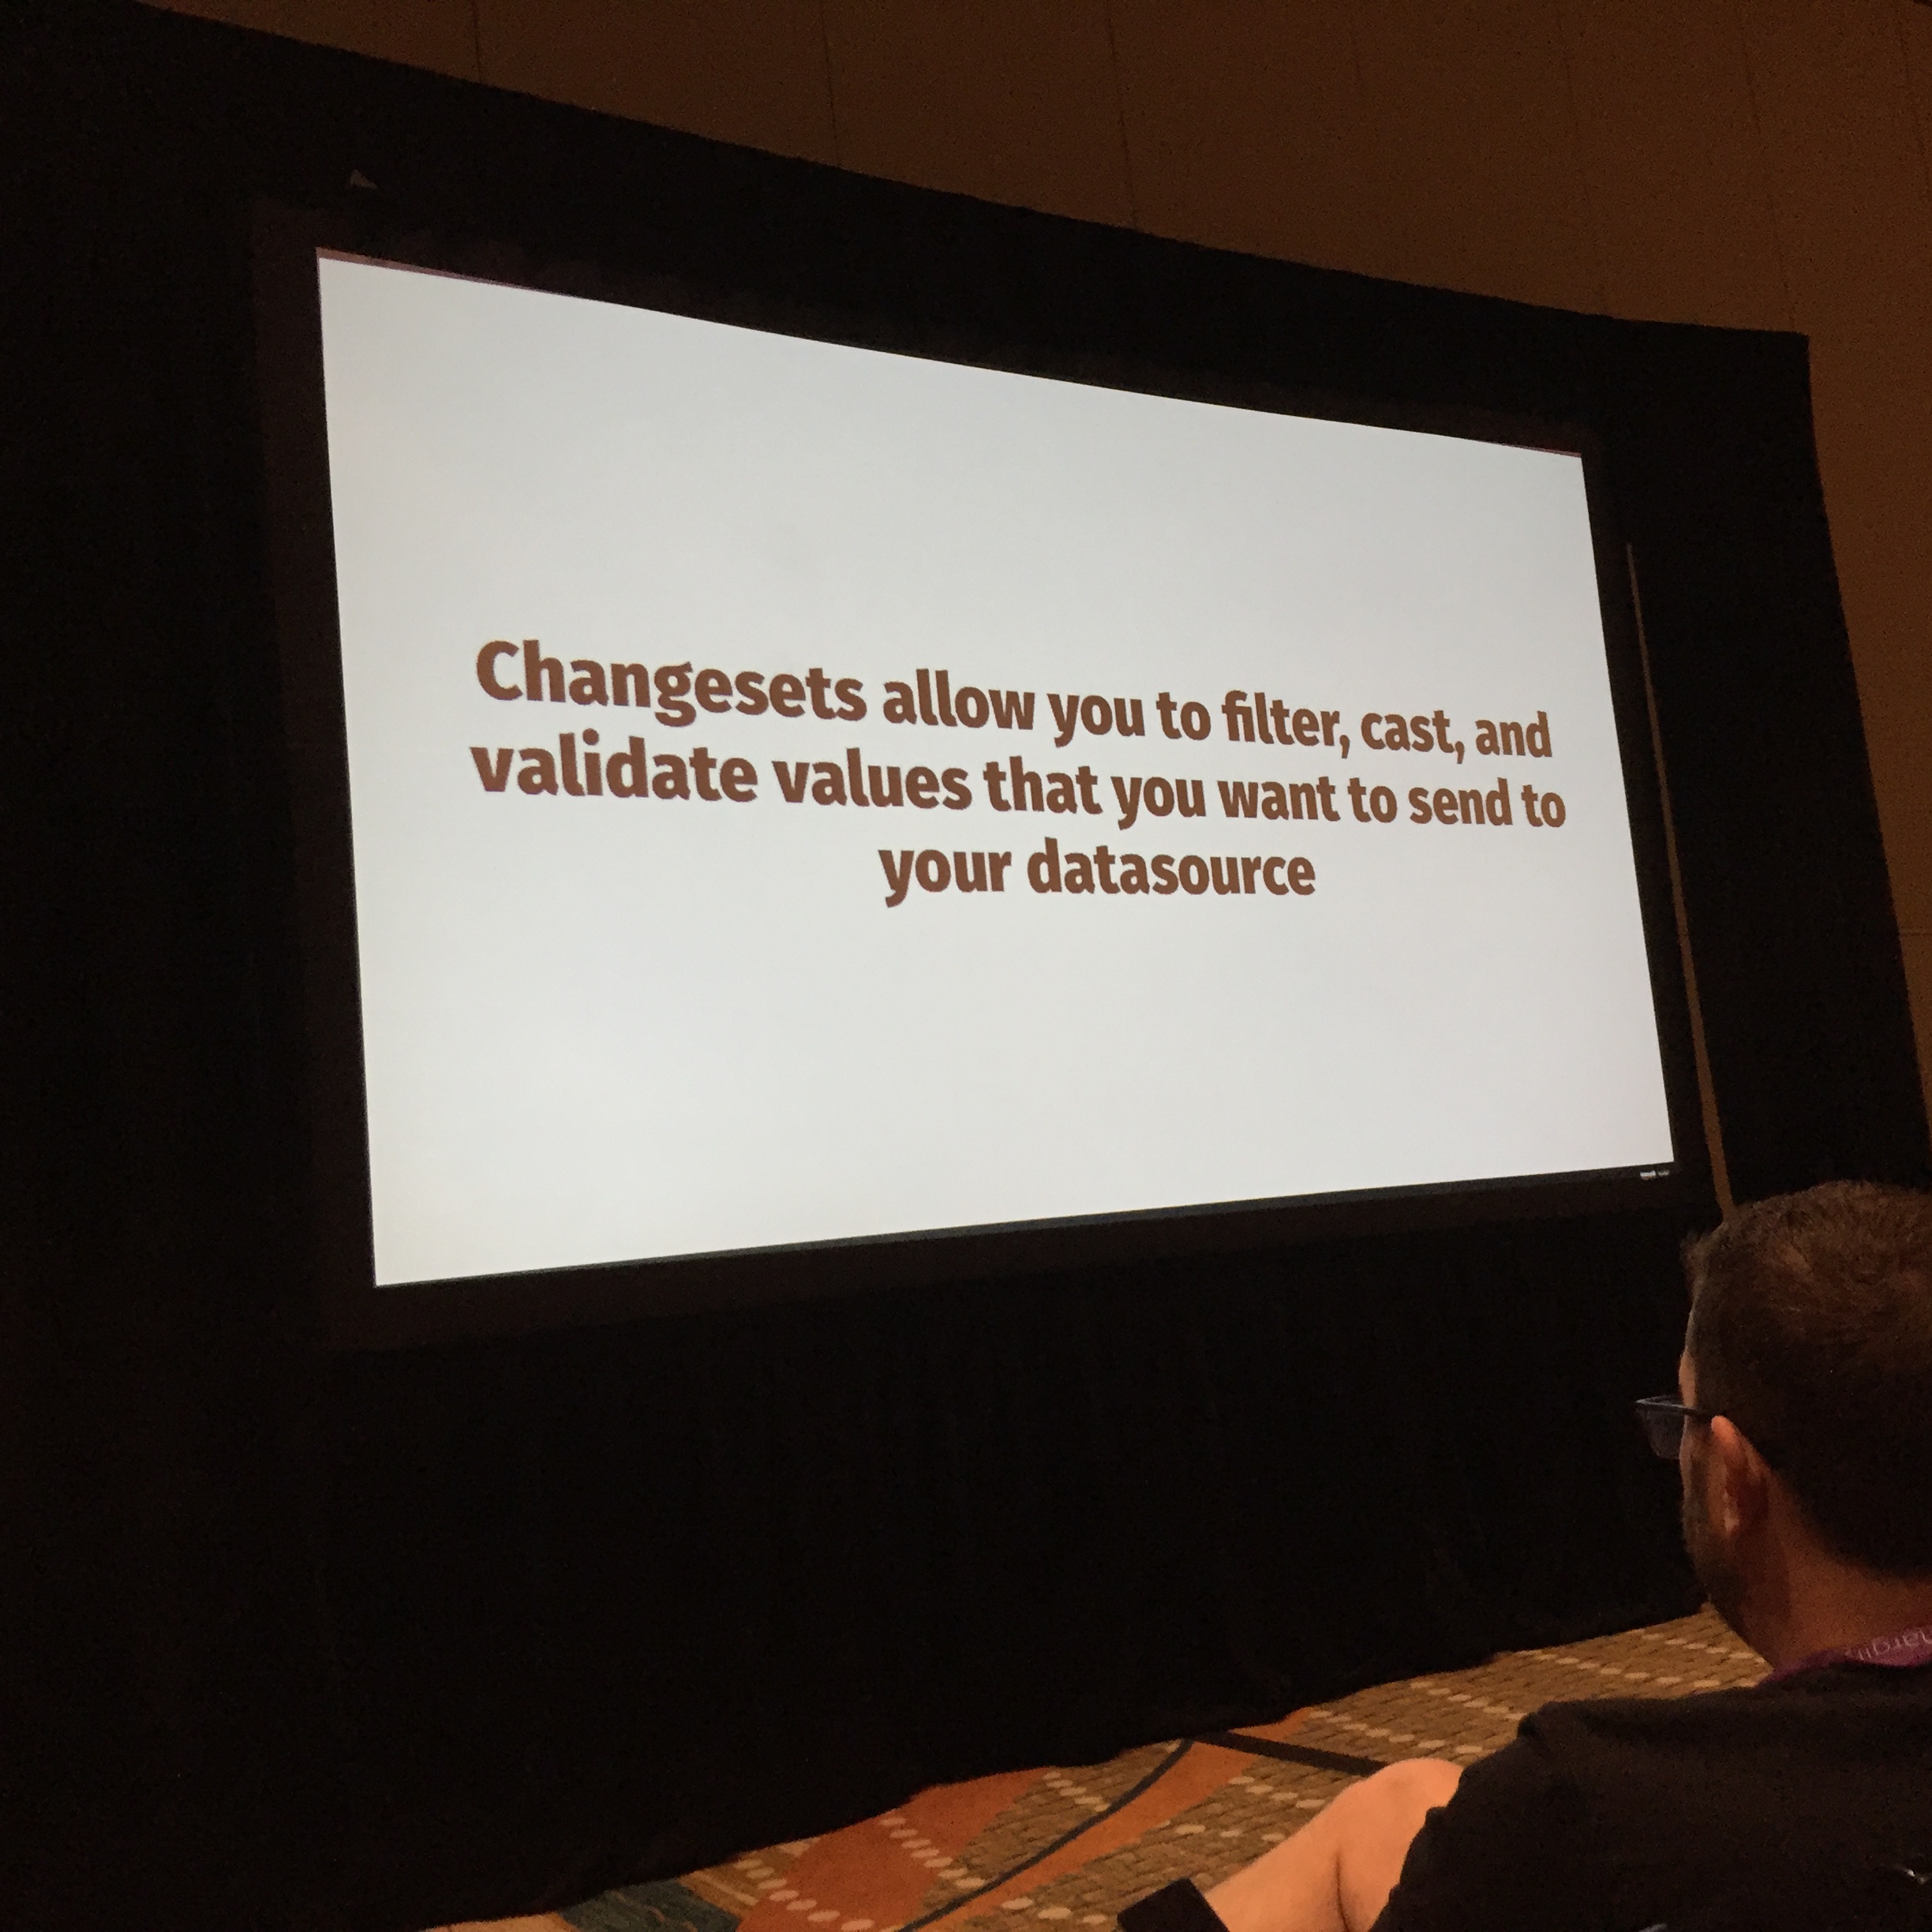 Changesets allow you to filter, cast, and
validate values that you want to send to
your datasource